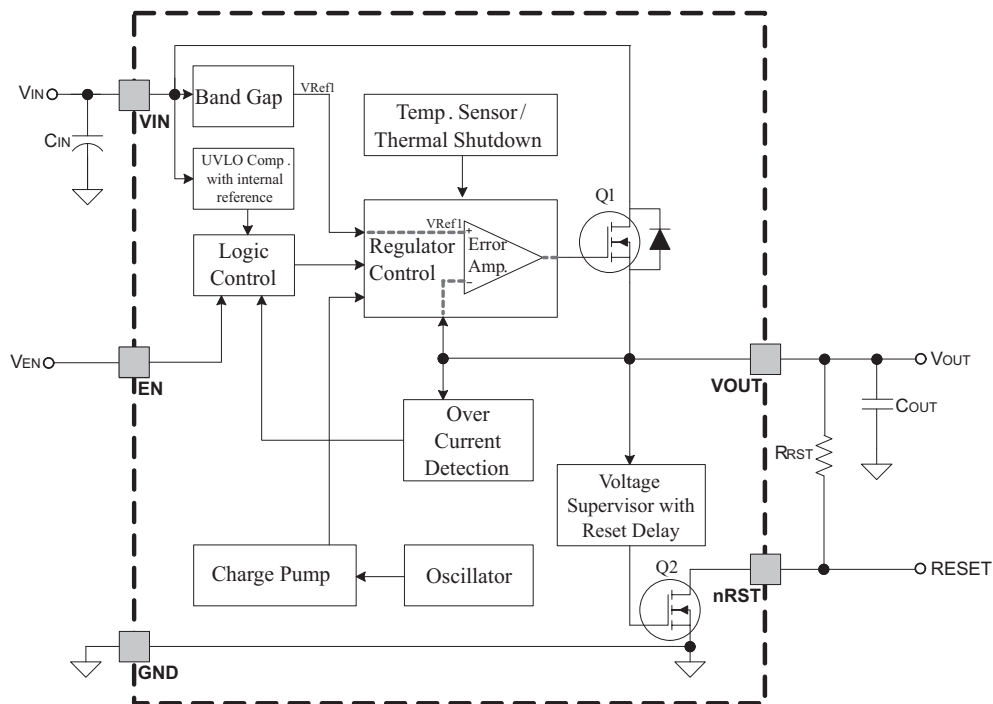 VIN
CIN
VIN
Band Gap
VRef1
Temp. Sensor/
Thermal Shutdown
UVLO Comp.
with internal
reference
Q1
Logic
Control
Regulator
Control
VRef1
+
Error
Amp.
−
VEN
EN
VOUT
VOUT
COUT
RRST
Over
Current
Detection
Voltage
Supervisor with
Reset Delay
Charge Pump
Oscillator
Q2
nRST
RESET
GND